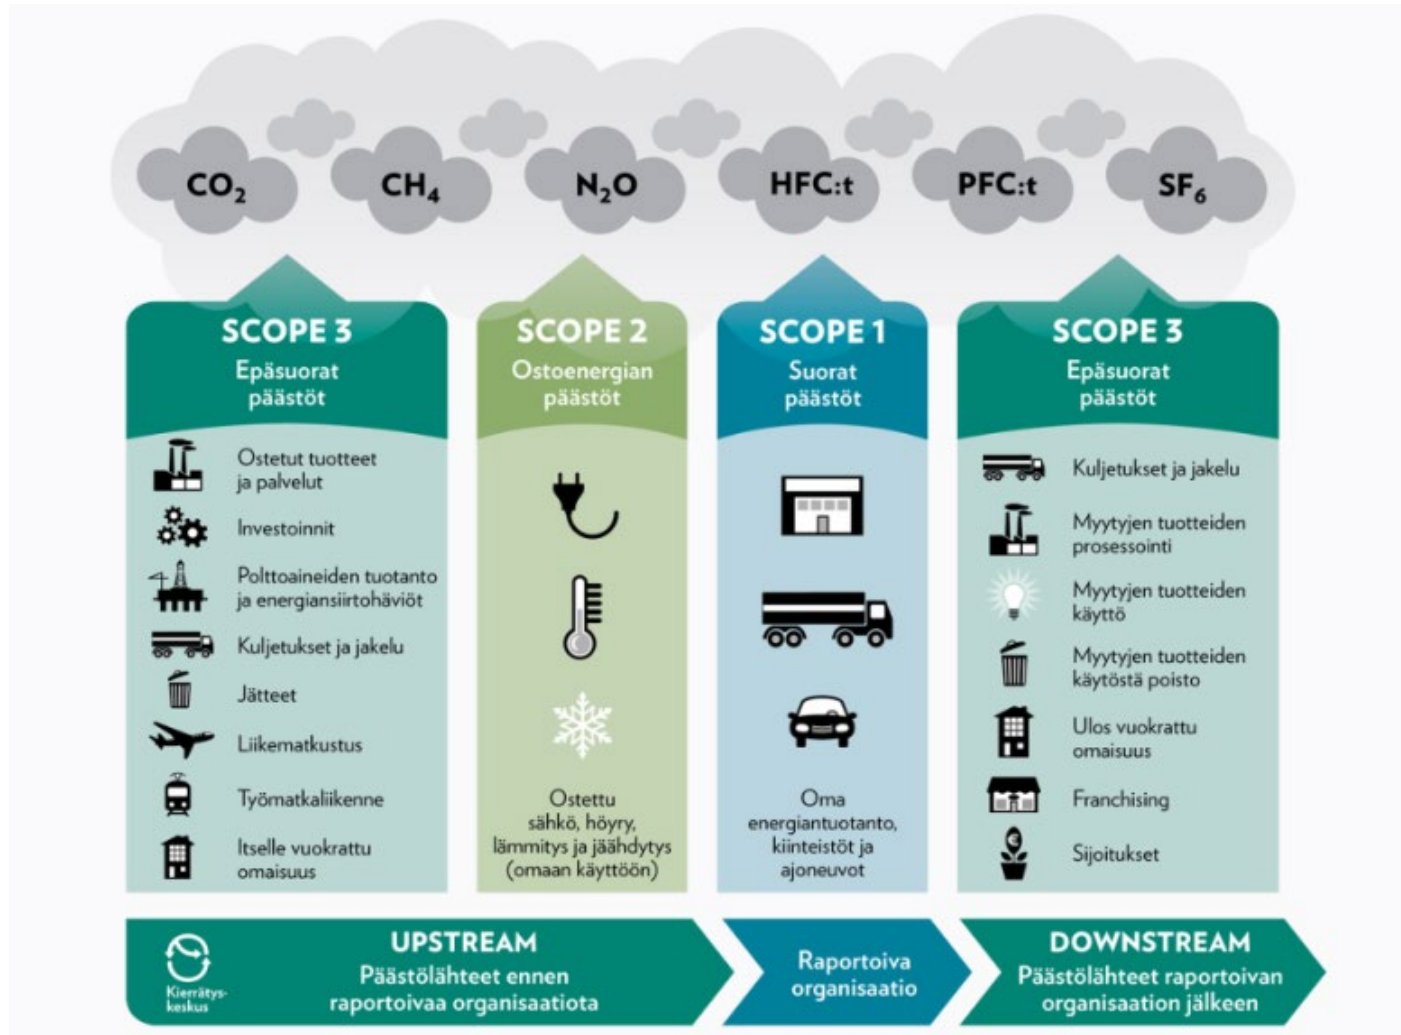 CO₂
CH₄
N₂O
HFC:t
PFC:t
SF₆
SCOPE 3
Epäsuorat
päästöt
Ostetut tuotteet
ja palvelut
Investoinnit
Polttoaineiden tuotanto
ja energiansiirtohäviöt
Kuljetukset ja jakelu
Jätteet
Liikematkustus
Työmatkaliikenne
Itselle vuokrattu
omaisuus
SCOPE 2
Ostoenergian
päästöt
Ostettu
sähkö, höyry,
lämmitys ja jäähdytys
(omaan käyttöön)
SCOPE 1
Suorat
päästöt
Oma
energiantuotanto,
kiinteistöt ja
ajoneuvot
SCOPE 3
Epäsuorat
päästöt
Kuljetukset ja jakelu
Myytyjen tuotteiden
prosessointi
Myytyjen tuotteiden
käyttö
Myytyjen tuotteiden
käytöstä poisto
Ulos vuokrattu
omaisuus
Franchising
€
Sijoitukset
Kierrätys-
keskus
UPSTREAM
Päästölähteet ennen
raportoivaa organisaatiota
Raportoiva
organisaatio
DOWNSTREAM
Päästölähteet raportoivan
organisaation jälkeen